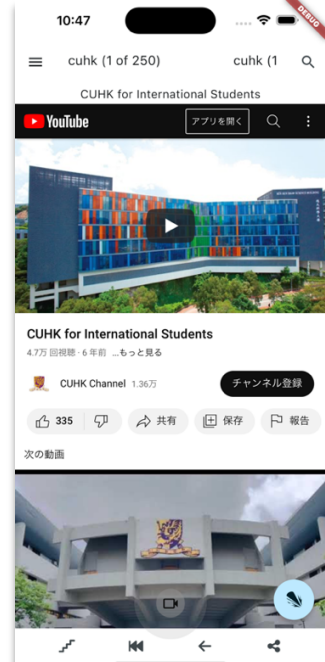 10:47
DEBUG
cuhk (1 of 250)
cuhk (1
CUHK for International Students
YouTube
アプリを開く
CUHK for International Students
4.7万 回視聴 · 6 年前 ...もっと見る
CUHK Channel 1.36万
チャンネル登録
335
共有
保存
報告
次の動画